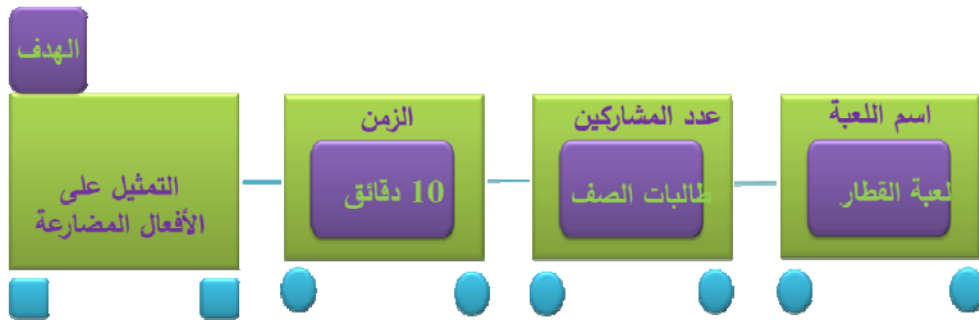 اسم اللعبة
لعبة القطار
عدد المشاركين
طالبات الصف
الزمن
10 دقائق
الهدف
التمثيل على
الأفعال المضارعة